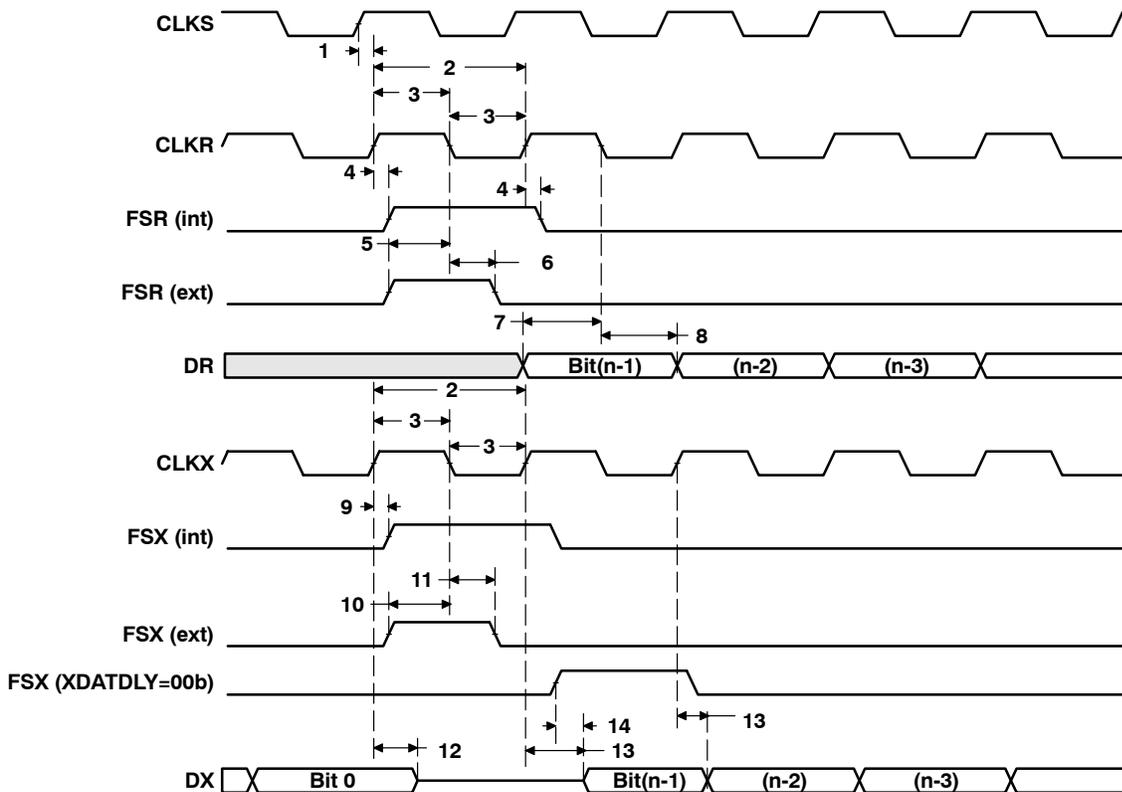 CLKS
1
2
3
3
CLKR
4
4
FSR (int)
5
6
FSR (ext)
7
8
DR Bit(n-1) (n-2) (n-3)
2
3
3
CLKX
9
FSX (int)
11
10
FSX (ext)
FSX (XDATDLY=00b)
14 13
12 13
DX Bit 0 Bit(n-1) (n-2) (n-3)